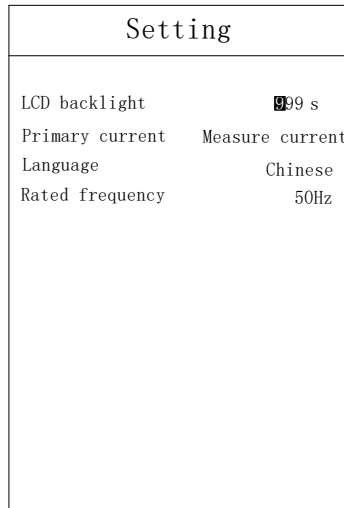 Setting
LCD backlight 999 s
Primary current Measure current
Language Chinese
Rated frequency 50Hz